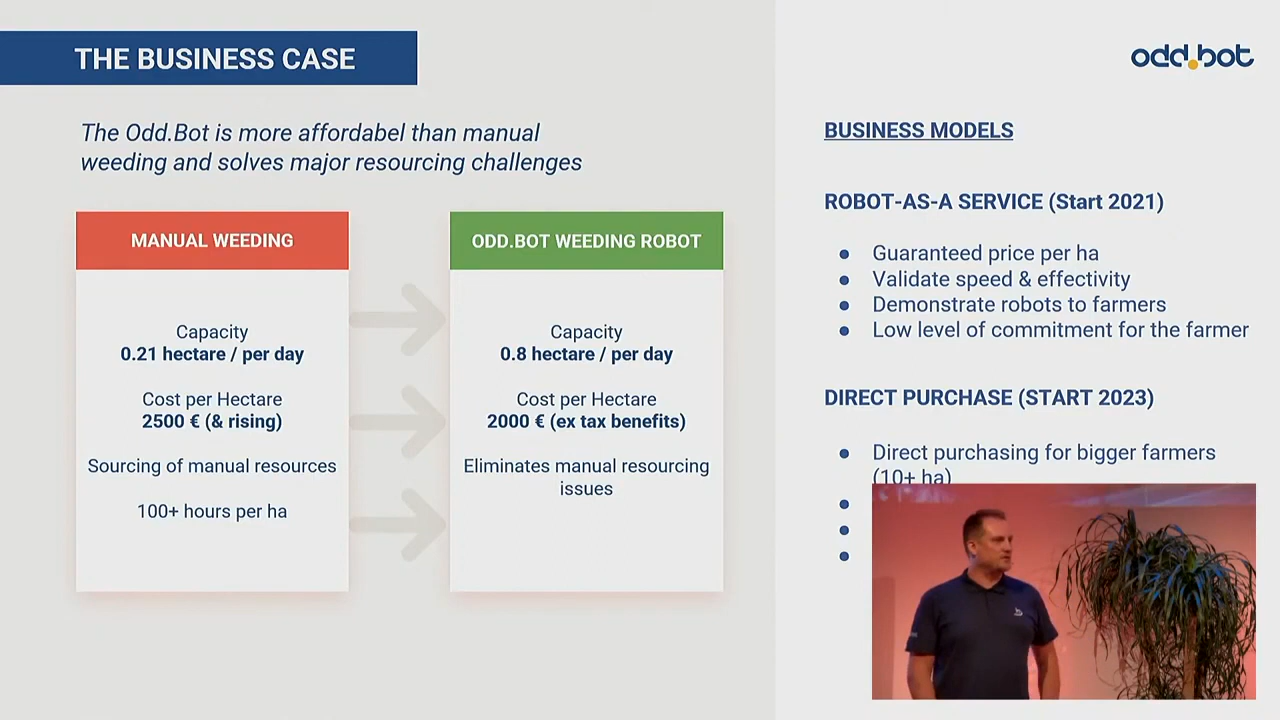 THE BUSINESS CASE
odd.bot
The Odd.Bot is more affordabel than manual
weeding and solves major resourcing challenges
MANUAL WEEDING
Capacity
0.21 hectare / per day
Cost per Hectare
2500 € (& rising)
Sourcing of manual resources
100+ hours per ha
ODD.BOT WEEDING ROBOT
Capacity
0.8 hectare / per day
Cost per Hectare
2000 € (ex tax benefits)
Eliminates manual resourcing
issues
BUSINESS MODELS
ROBOT-AS-A SERVICE (Start 2021)
● Guaranteed price per ha
● Validate speed & effectivity
● Demonstrate robots to farmers
● Low level of commitment for the farmer
DIRECT PURCHASE (START 2023)
● Direct purchasing for bigger farmers
(10+ ha)